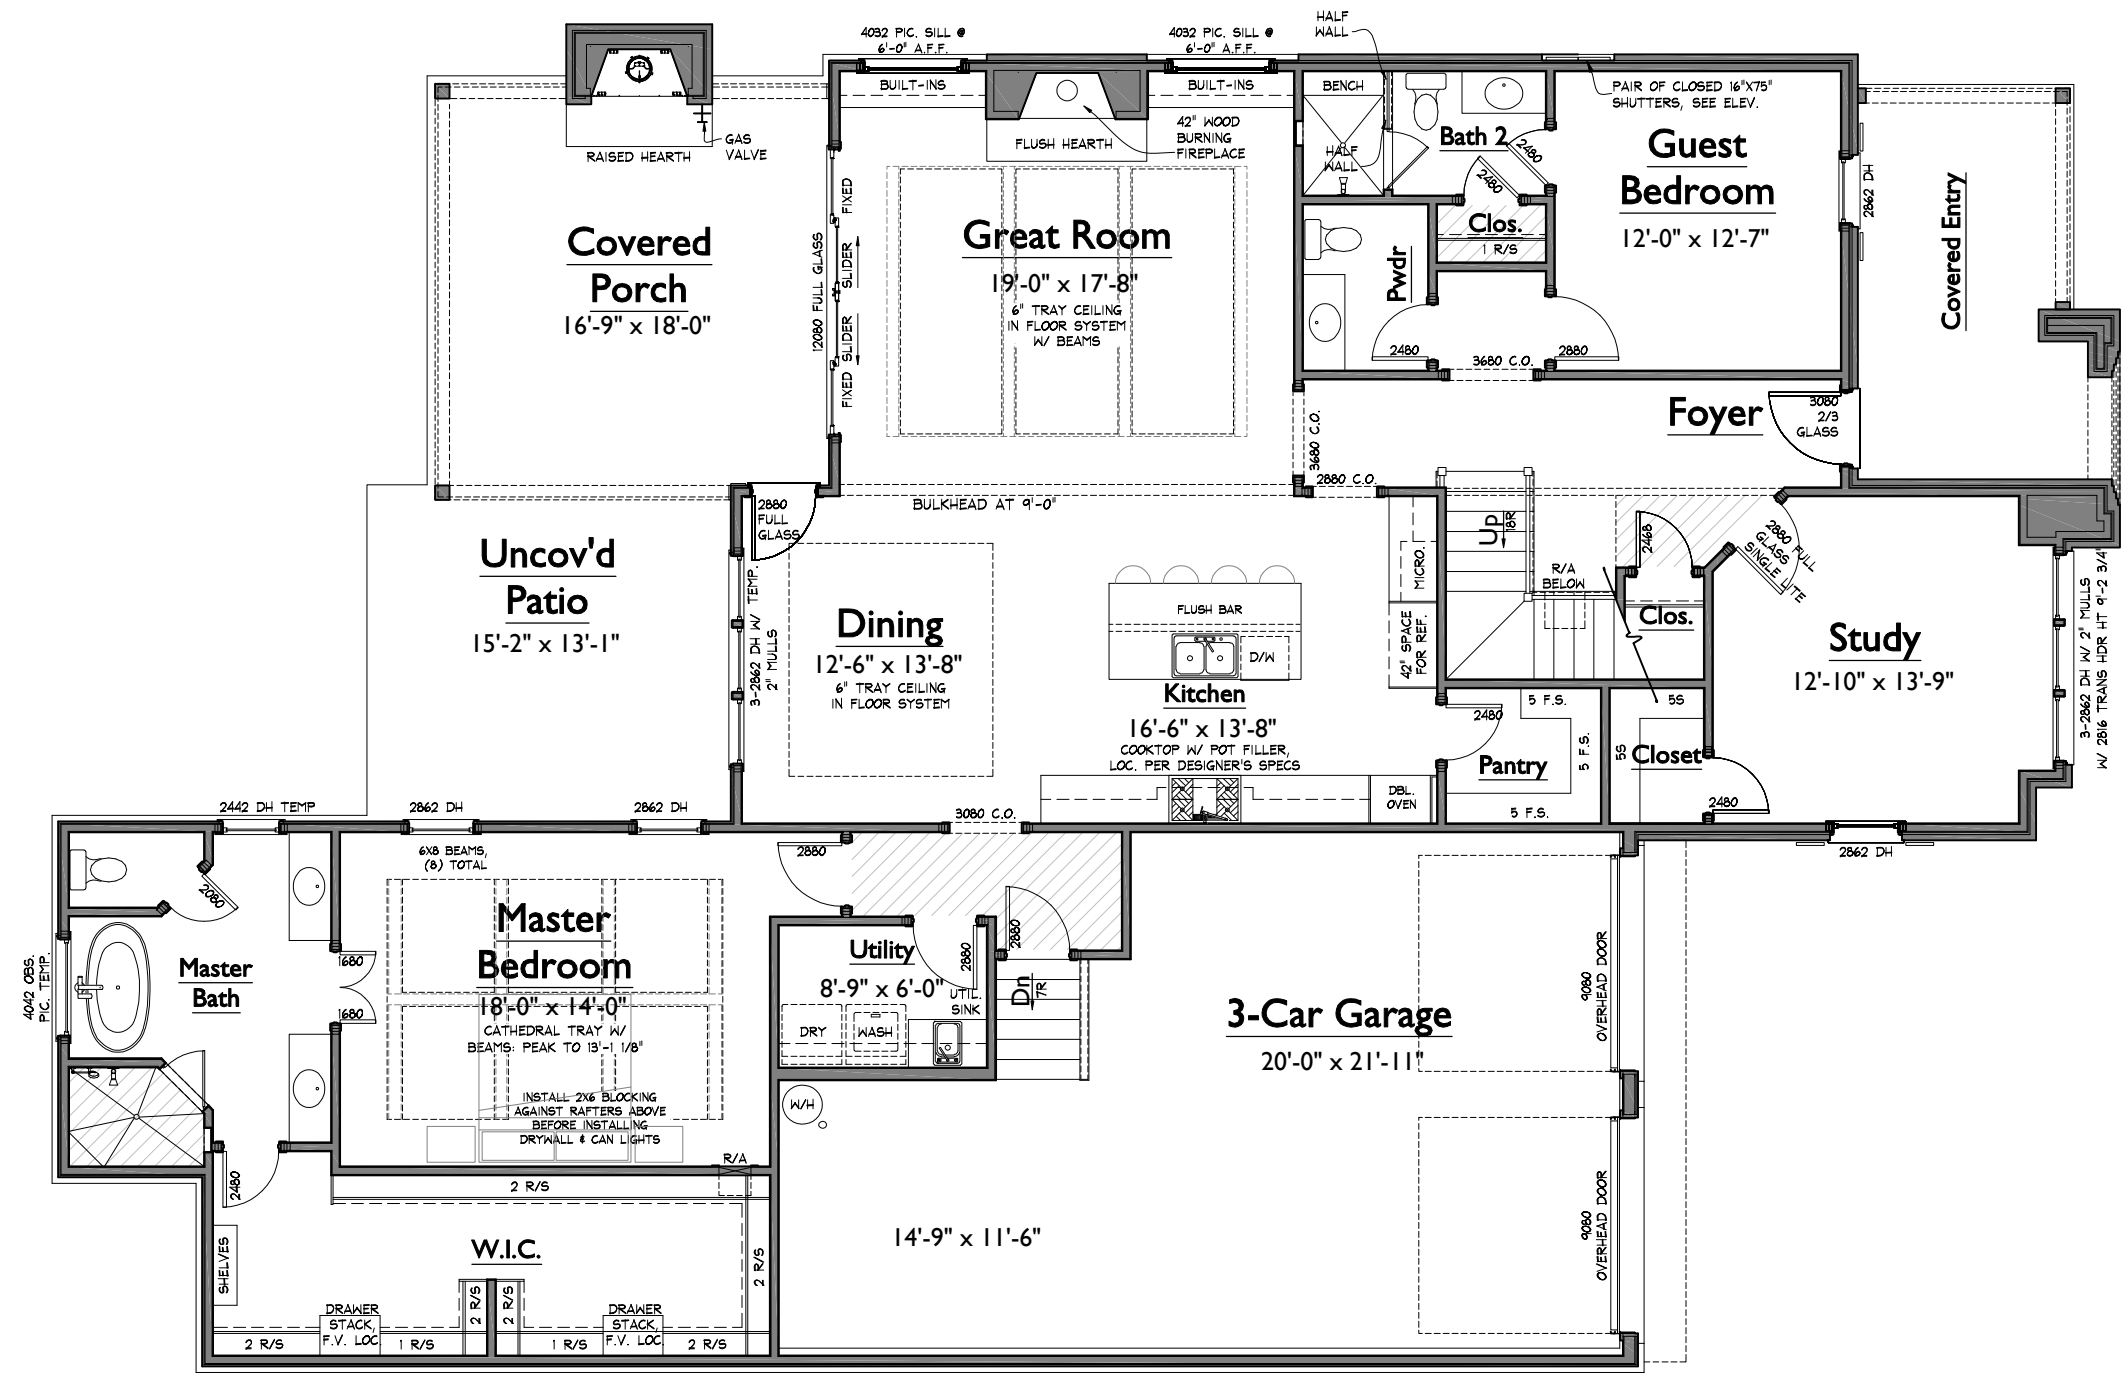 HALF
WALL
4032 PIC. SILL @
6'-0" A.F.F.
4032 PIC. SILL @
6'-0" A.F.F.
BUILT-INS
BUILT-INS
BENCH
PAIR OF CLOSED 16"X75"
SHUTTERS, SEE ELEV.
GAS
VALVE
RAISED HEARTH
FLUSH HEARTH
42" WOOD
BURNING
FIREPLACE
HALF
WALL
Bath 2
2480
2480
Guest
Bedroom
12'-0" x 12'-7"
2862 DH
Covered Entry
Covered
Porch
16'-9" x 18'-0"
12080 FULL GLASS
FIXED
SLIDER
SLIDER
FIXED
Great Room
19'-0" x 17'-8"
6" TRAY CEILING
IN FLOOR SYSTEM
W/ BEAMS
Clos.
1 R/S
Pwdr
2480
3680 C.O.
2880
3680 C.O.
2880 C.O.
Foyer
3080
2/3
GLASS
BULKHEAD AT 9'-0"
2880
FULL
GLASS
Uncov'd
Patio
15'-2" x 13'-1"
3-2862 DH W/ TEMP.
2" MULLS
Dining
12'-6" x 13'-8"
6" TRAY CEILING
IN FLOOR SYSTEM
FLUSH BAR
D/W
Kitchen
16'-6" x 13'-8"
COOKTOP W/ POT FILLER,
LOC. PER DESIGNER'S SPECS
MICRO.
42" SPACE
FOR REF.
DBL.
OVEN
Up
18R
R/A
BELOW
2468
Clos.
2880 FULL
GLASS
SINGLE LITE
Study
12'-10" x 13'-9"
3-2862 DH W/ 2" MULLS
W/ 2816 TRANS HDR HT 9'-2 3/4"
2480
5 F.S.
5 F.S.
5 F.S.
Pantry
5S
5S
Closet
2480
2862 DH
2442 DH TEMP
2862 DH
2862 DH
3080 C.O.
2080
6X8 BEAMS,
(8) TOTAL
2880
Master
Bedroom
18'-0" x 14'-0"
CATHEDRAL TRAY W/
BEAMS: PEAK TO 13'-1 1/8"
INSTALL 2X6 BLOCKING
AGAINST RAFTERS ABOVE
BEFORE INSTALLING
DRYWALL & CAN LIGHTS
4042 OBS.
PIC. TEMP.
Master
Bath
1680
1680
2480
Utility
8'-9" x 6'-0"
2880
UTIL.
SINK
DRY
WASH
2880
Dn
7R
3-Car Garage
20'-0" x 21'-11"
9080
OVERHEAD DOOR
9080
OVERHEAD DOOR
W/H
14'-9" x 11'-6"
R/A
2 R/S
W.I.C.
SHELVES
2 R/S
2 R/S
2 R/S
DRAWER
STACK,
F.V. LOC.
DRAWER
STACK,
F.V. LOC.
2 R/S
1 R/S
1 R/S
2 R/S